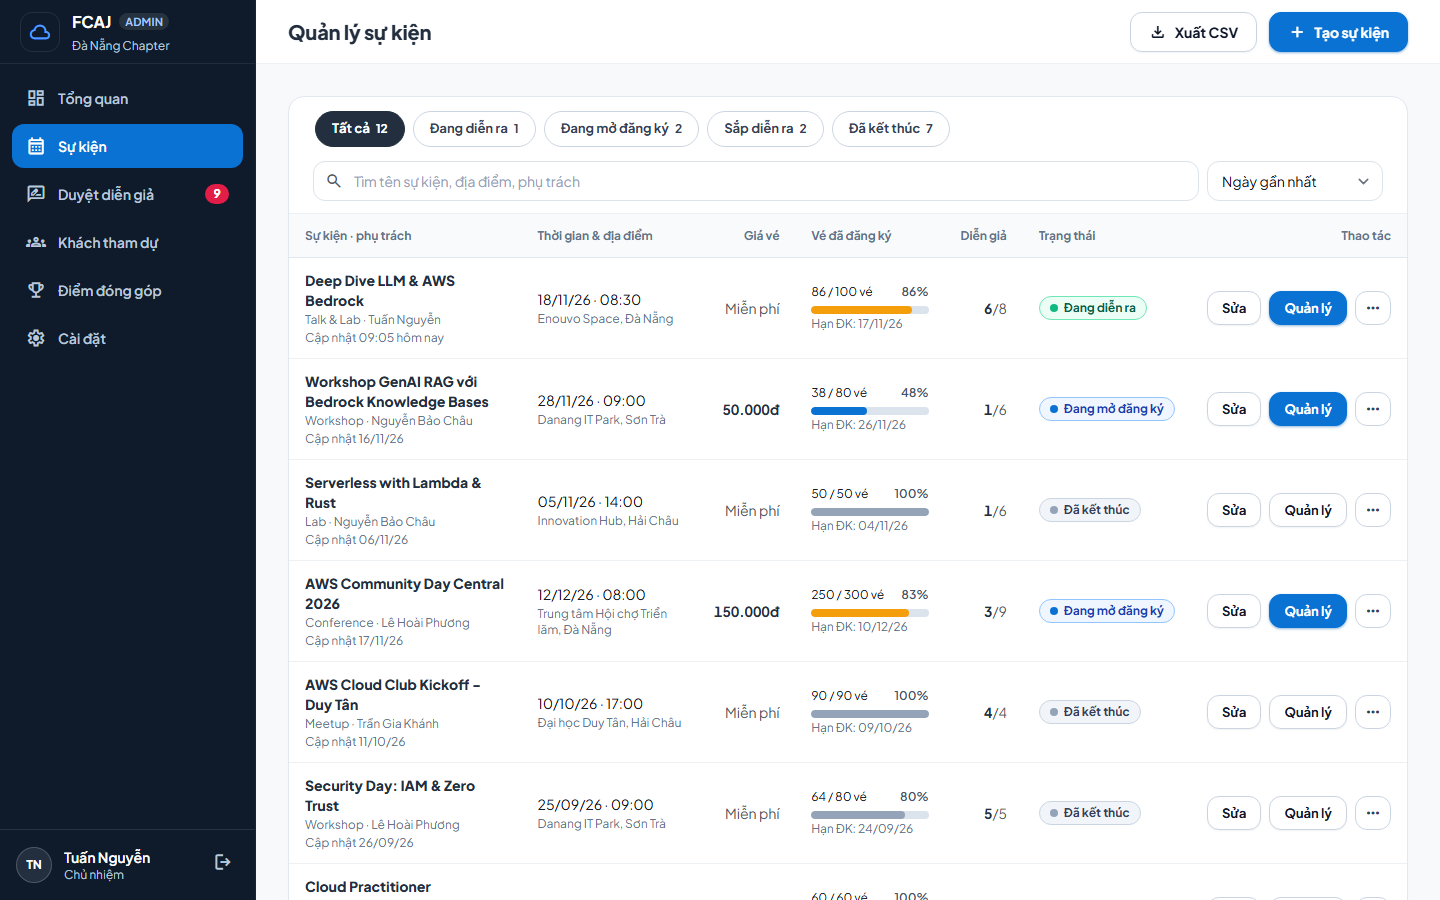 FCAJ ADMIN
Đà Nẵng Chapter
Tổng quan
Sự kiện
Duyệt diễn giả 9
Khách tham dự
Điểm đóng góp
Cài đặt
TN
Tuấn Nguyễn
Chủ nhiệm
Quản lý sự kiện
Xuất CSV
Tạo sự kiện
Tất cả 12
Đang diễn ra 1
Đang mở đăng ký 2
Sắp diễn ra 2
Đã kết thúc 7
Tìm tên sự kiện, địa điểm, phụ trách
Ngày gần nhất
Sự kiện · phụ trách
Thời gian & địa điểm
Giá vé
Vé đã đăng ký
Diễn giả
Trạng thái
Thao tác
Deep Dive LLM & AWS
Bedrock
Talk & Lab · Tuấn Nguyễn
Cập nhật 09:05 hôm nay
18/11/26 · 08:30
Enouvo Space, Đà Nẵng
Miễn phí
86 / 100 vé 86%
Hạn ĐK: 17/11/26
6/8
Đang diễn ra
Sửa
Quản lý
Workshop GenAI RAG với
Bedrock Knowledge Bases
Workshop · Nguyễn Bảo Châu
Cập nhật 16/11/26
28/11/26 · 09:00
Danang IT Park, Sơn Trà
50.000đ
38 / 80 vé 48%
Hạn ĐK: 26/11/26
1/6
Đang mở đăng ký
Sửa
Quản lý
Serverless with Lambda &
Rust
Lab · Nguyễn Bảo Châu
Cập nhật 06/11/26
05/11/26 · 14:00
Innovation Hub, Hải Châu
Miễn phí
50 / 50 vé 100%
Hạn ĐK: 04/11/26
1/6
Đã kết thúc
Sửa
Quản lý
AWS Community Day Central
2026
Conference · Lê Hoài Phương
Cập nhật 17/11/26
12/12/26 · 08:00
Trung tâm Hội chợ Triển
lãm, Đà Nẵng
150.000đ
250 / 300 vé 83%
Hạn ĐK: 10/12/26
3/9
Đang mở đăng ký
Sửa
Quản lý
AWS Cloud Club Kickoff –
Duy Tân
Meetup · Trần Gia Khánh
Cập nhật 11/10/26
10/10/26 · 17:00
Đại học Duy Tân, Hải Châu
Miễn phí
90 / 90 vé 100%
Hạn ĐK: 09/10/26
4/4
Đã kết thúc
Sửa
Quản lý
Security Day: IAM & Zero
Trust
Workshop · Lê Hoài Phương
Cập nhật 26/09/26
25/09/26 · 09:00
Danang IT Park, Sơn Trà
Miễn phí
64 / 80 vé 80%
Hạn ĐK: 24/09/26
5/5
Đã kết thúc
Sửa
Quản lý
Cloud Practitioner
60 / 60 vé 100%